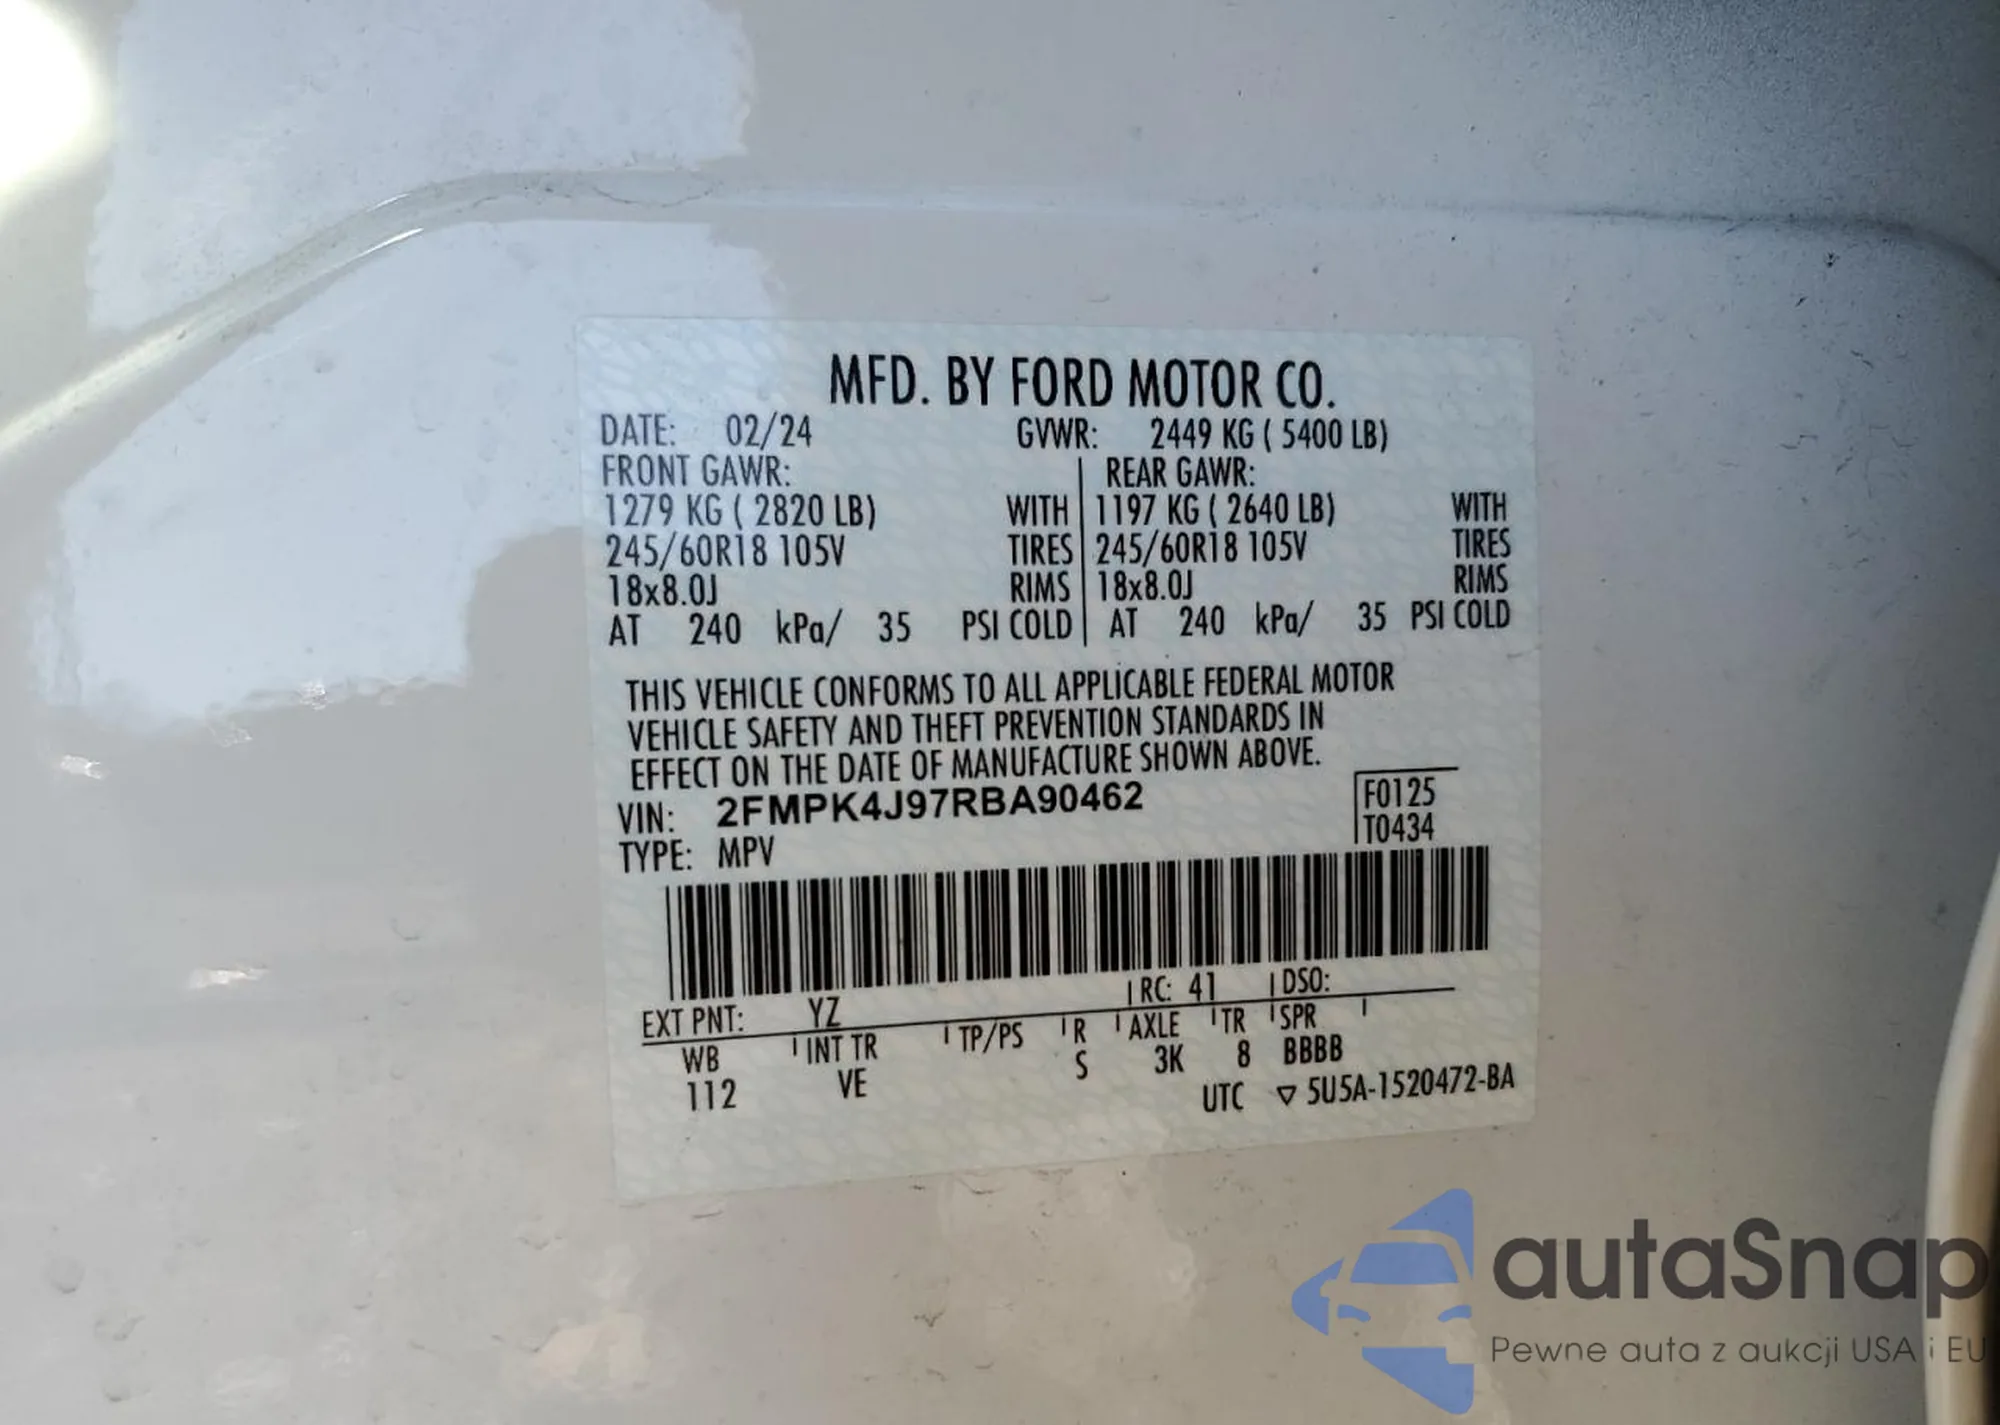 MFD. BY FORD MOTOR CO.
DATE: 02/24 GVWR: 2449 KG ( 5400 LB)
FRONT GAWR: REAR GAWR:
1279 KG ( 2820 LB) WITH 1197 KG ( 2640 LB) WITH
245/60R18 105V TIRES 245/60R18 105V TIRES
18x8.0J RIMS 18x8.0J RIMS
AT 240 kPa/ 35 PSI COLD AT 240 kPa/ 35 PSI COLD
THIS VEHICLE CONFORMS TO ALL APPLICABLE FEDERAL MOTOR
VEHICLE SAFETY AND THEFT PREVENTION STANDARDS IN
EFFECT ON THE DATE OF MANUFACTURE SHOWN ABOVE.
VIN: 2FMPK4J97RBA90462 F0125
TYPE: MPV T0434
EXT PNT: YZ RC: 41 DSO:
WB INT TR TP/PS R AXLE TR SPR
112 VE S 3K 8 BBBB
UTC ▽ 5U5A-1520472-BA
autaSnap
Pewne auta z aukcji USA i EU